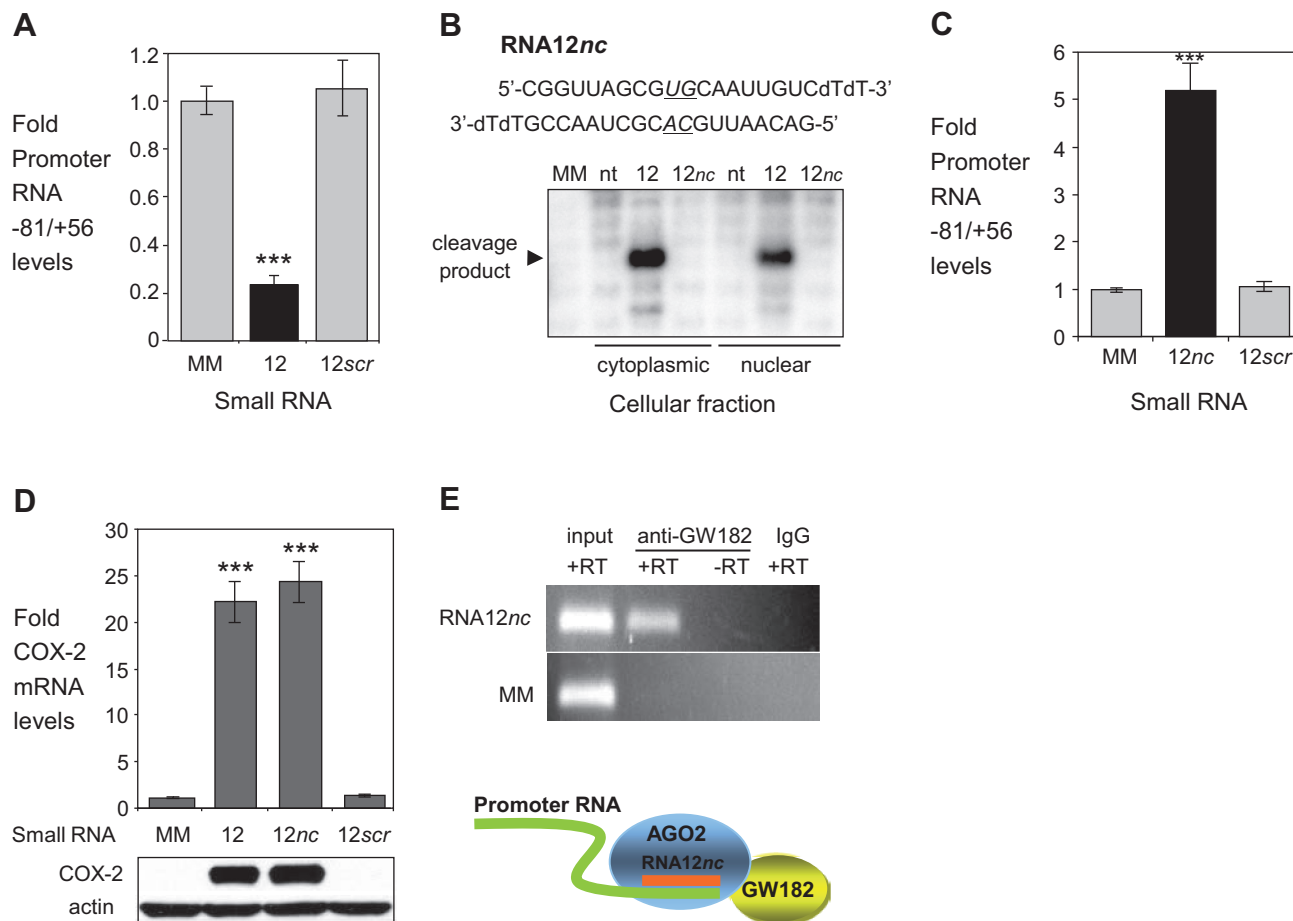 A
Fold
Promoter
RNA
-81/+56
levels
1.2
1.0
0.8
0.6
0.4
0.2
0
***
MM 12 12scr
Small RNA
B
RNA12nc
5'-CGGUUAGCGUGCAAUUGUCdTdT-3'
3'-dTdTGCCAAUCGCACGUUAACAG-5'
MM nt 12 12nc nt 12 12nc
cleavage
product
cytoplasmic nuclear
Cellular fraction
C
Fold
Promoter
RNA
-81/+56
levels
6
5
4
3
2
1
0
***
MM 12nc 12scr
Small RNA
D
Fold
COX-2
mRNA
levels
30
25
20
15
10
5
0
***
***
Small RNA MM 12 12nc 12scr
COX-2
actin
E
input anti-GW182 IgG
+RT +RT -RT +RT
RNA12nc
MM
Promoter RNA
AGO2
RNA12nc
GW182